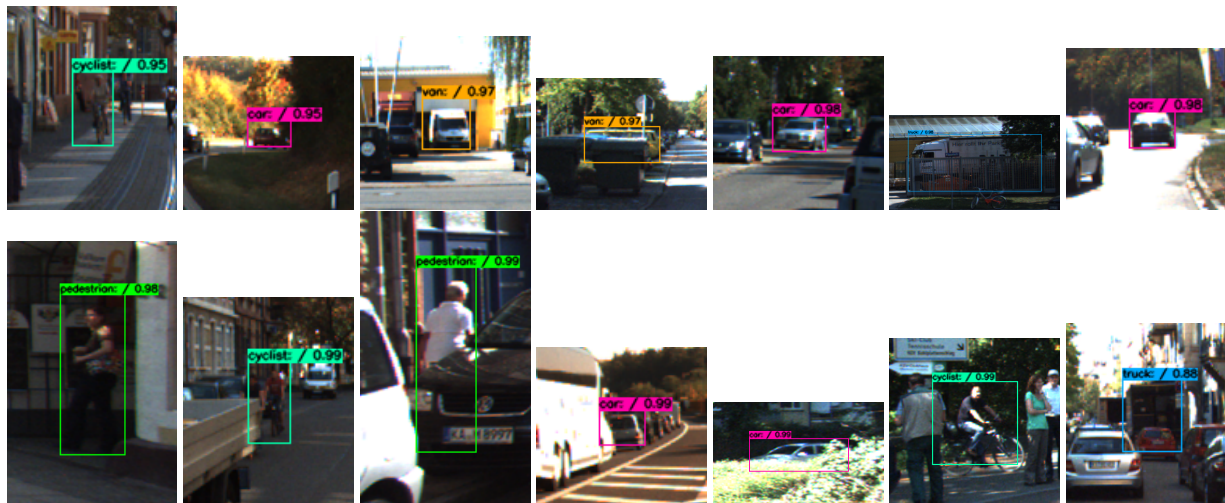 cyclist: / 0.95
car: / 0.95
van: / 0.97
van: / 0.97
car: / 0.98
car: / 0.98
pedestrian: / 0.98
cyclist: / 0.99
pedestrian: / 0.99
KA 8997
car: / 0.99
car: / 0.99
cyclist: / 0.99
truck: / 0.88